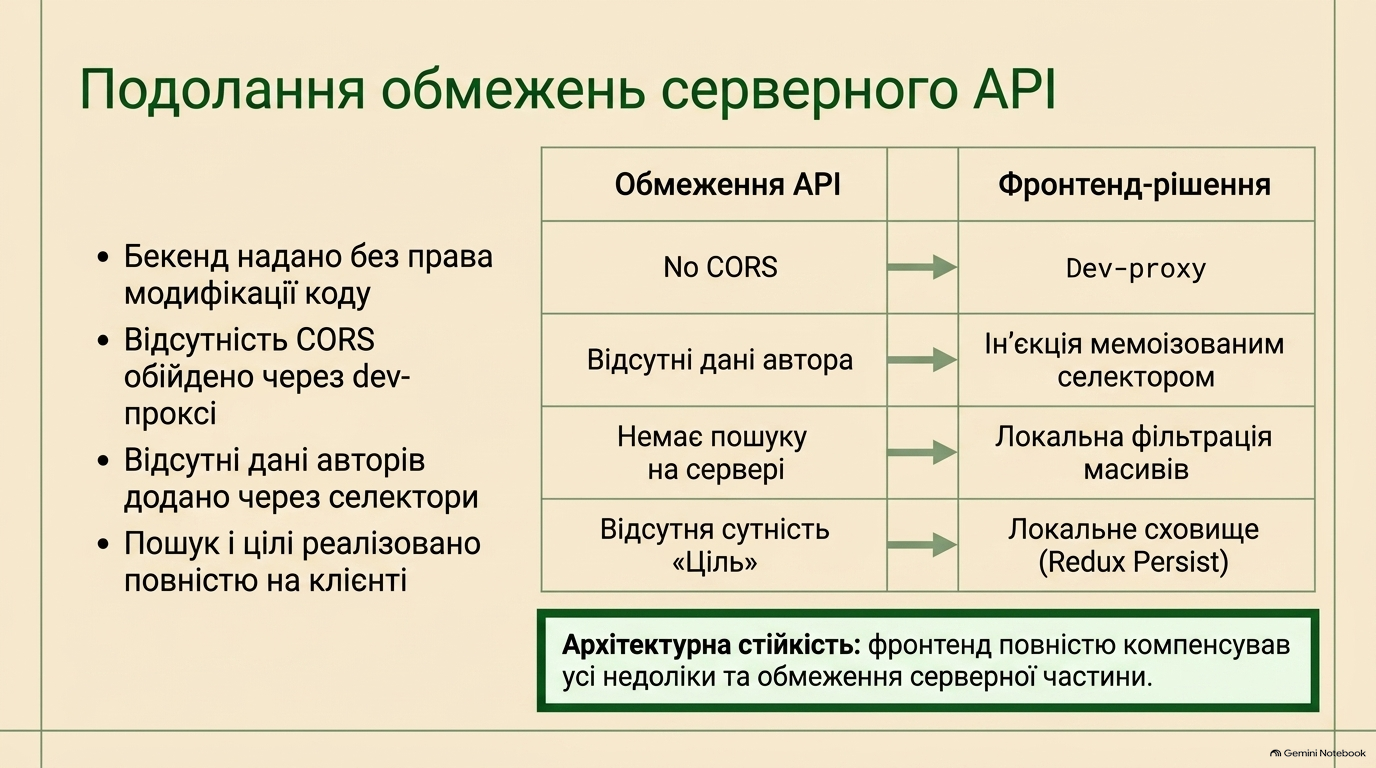 Подолання обмежень серверного API
• Бекенд надано без права
модифікації коду
• Відсутність CORS
обійдено через dev-
проксі
• Відсутні дані авторів
додано через селектори
• Пошук і цілі реалізовано
повністю на клієнті
Обмеження API
Фронтенд-рішення
No CORS
Dev-proxy
Відсутні дані автора
Ін’єкція мемоізованим
селектором
Немає пошуку
на сервері
Локальна фільтрація
масивів
Відсутня сутність
«Ціль»
Локальне сховище
(Redux Persist)
Архітектурна стійкість: фронтенд повністю компенсував
усі недоліки та обмеження серверної частини.
Gemini Notebook